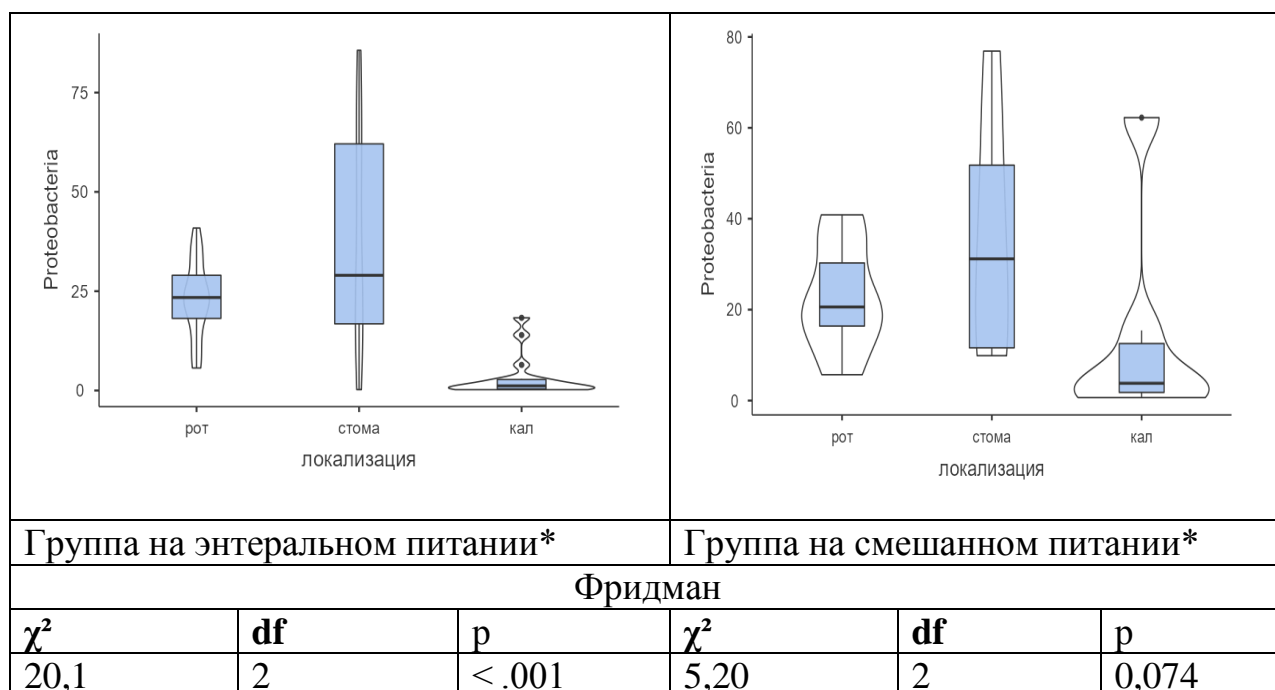 75
50
25
0
Proteobacteria
рот стома кал
локализация
80
60
40
20
0
Proteobacteria
рот стома кал
локализация
Группа на энтеральном питании* Группа на смешанном питании*
Фридман
χ² df p χ² df p
20,1 2 < .001 5,20 2 0,074